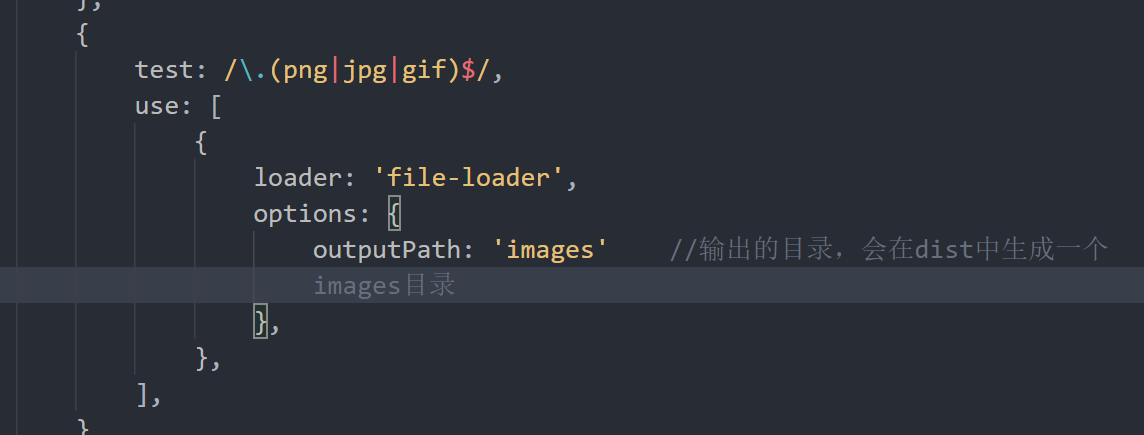 },
{
test: /\.(png|jpg|gif)$/,
use: [
{
loader: 'file-loader',
options: {
outputPath: 'images' //输出的目录，会在dist中生成一个
images目录
},
},
],
}